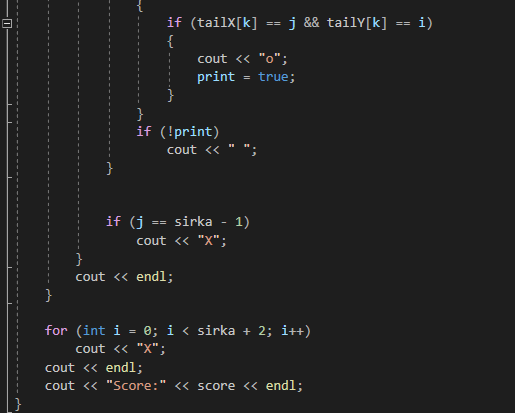 {
if (tailX[k] == j && tailY[k] == i)
{
cout << "o";
print = true;
}
}
if (!print)
cout << " ";
}
if (j == sirka - 1)
cout << "X";
}
cout << endl;
}
for (int i = 0; i < sirka + 2; i++)
cout << "X";
cout << endl;
cout << "Score:" << score << endl;
}